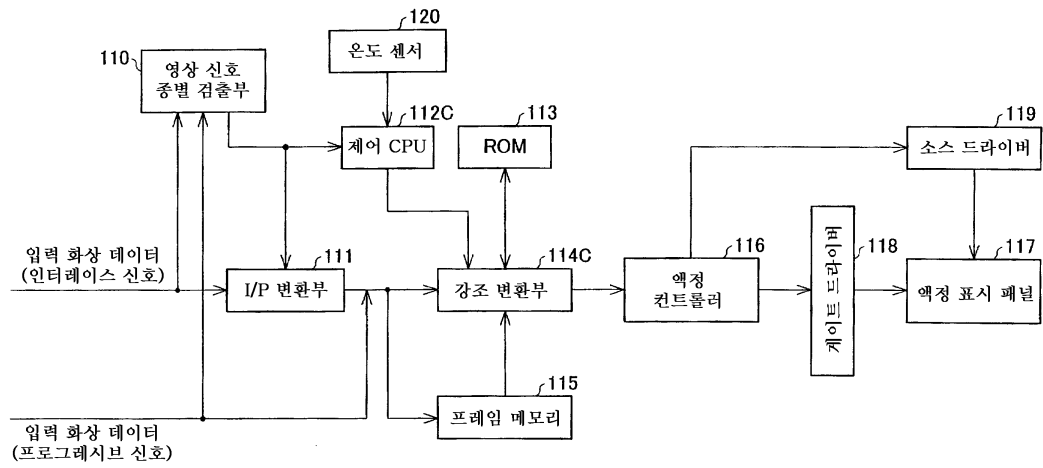 120
온도 센서
110
영상 신호
종별 검출부
112C
제어 CPU
113
ROM
119
소스 드라이버
입력 화상 데이터
(인터레이스 신호)
111
I/P 변환부
114C
강조 변환부
116
액정
컨트롤러
118
게이트 드라이버
117
액정 표시 패널
115
프레임 메모리
입력 화상 데이터
(프로그레시브 신호)